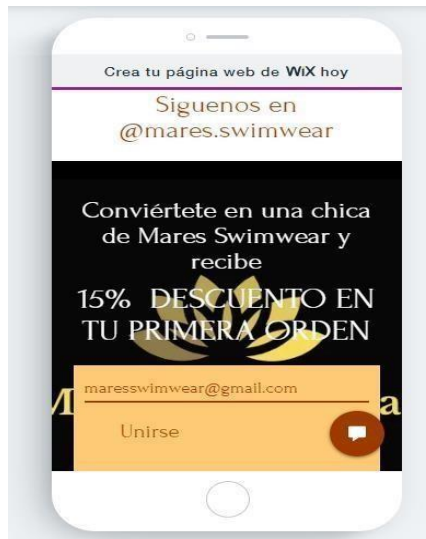 Crea tu página web de WiX hoy
Siguenos en
@mares.swimwear
Conviértete en una chica
de Mares Swimwear y
recibe
15% DESCUENTO EN
TU PRIMERA ORDEN
maresswimwear@gmail.com
M a
Unirse